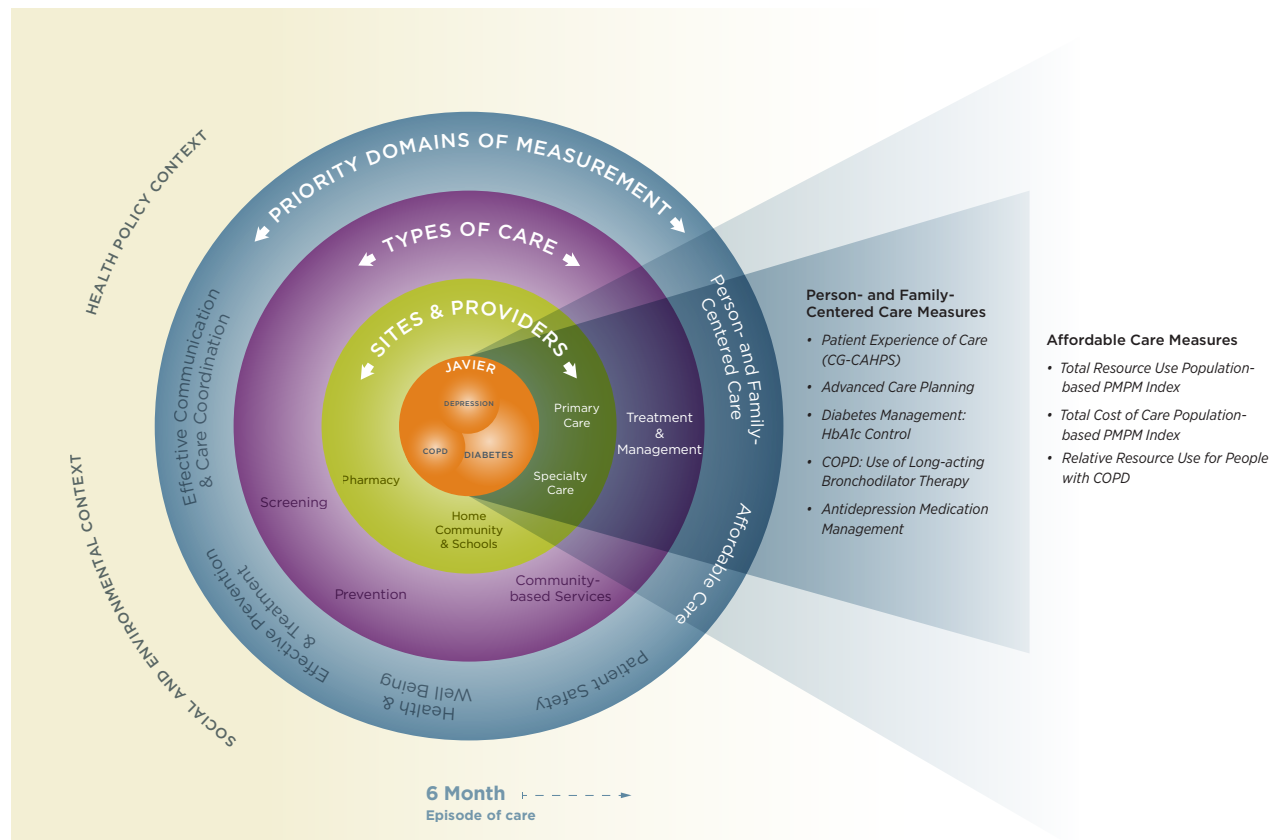 HEALTH POLICY CONTEXT
SOCIAL AND ENVIRONMENTAL CONTEXT
PRIORITY DOMAINS OF MEASUREMENT
TYPES OF CARE
SITES & PROVIDERS
JAVIER
DEPRESSION
COPD
DIABETES
Primary
Care
Specialty
Care
Pharmacy
Home
Community
& Schools
Treatment
&
Management
Screening
Prevention
Community-
based Services
Effective Communication
& Care Coordination
Effective Prevention
& Treatment
Health &
Well Being
Patient Safety
Affordable Care
Person- and Family-
Centered Care
Person- and Family-
Centered Care Measures
• Patient Experience of Care
(CG-CAHPS)
• Advanced Care Planning
• Diabetes Management:
HbA1c Control
• COPD: Use of Long-acting
Bronchodilator Therapy
• Antidepression Medication
Management
Affordable Care Measures
• Total Resource Use Population-
based PMPM Index
• Total Cost of Care Population-
based PMPM Index
• Relative Resource Use for People
with COPD
6 Month
Episode of care